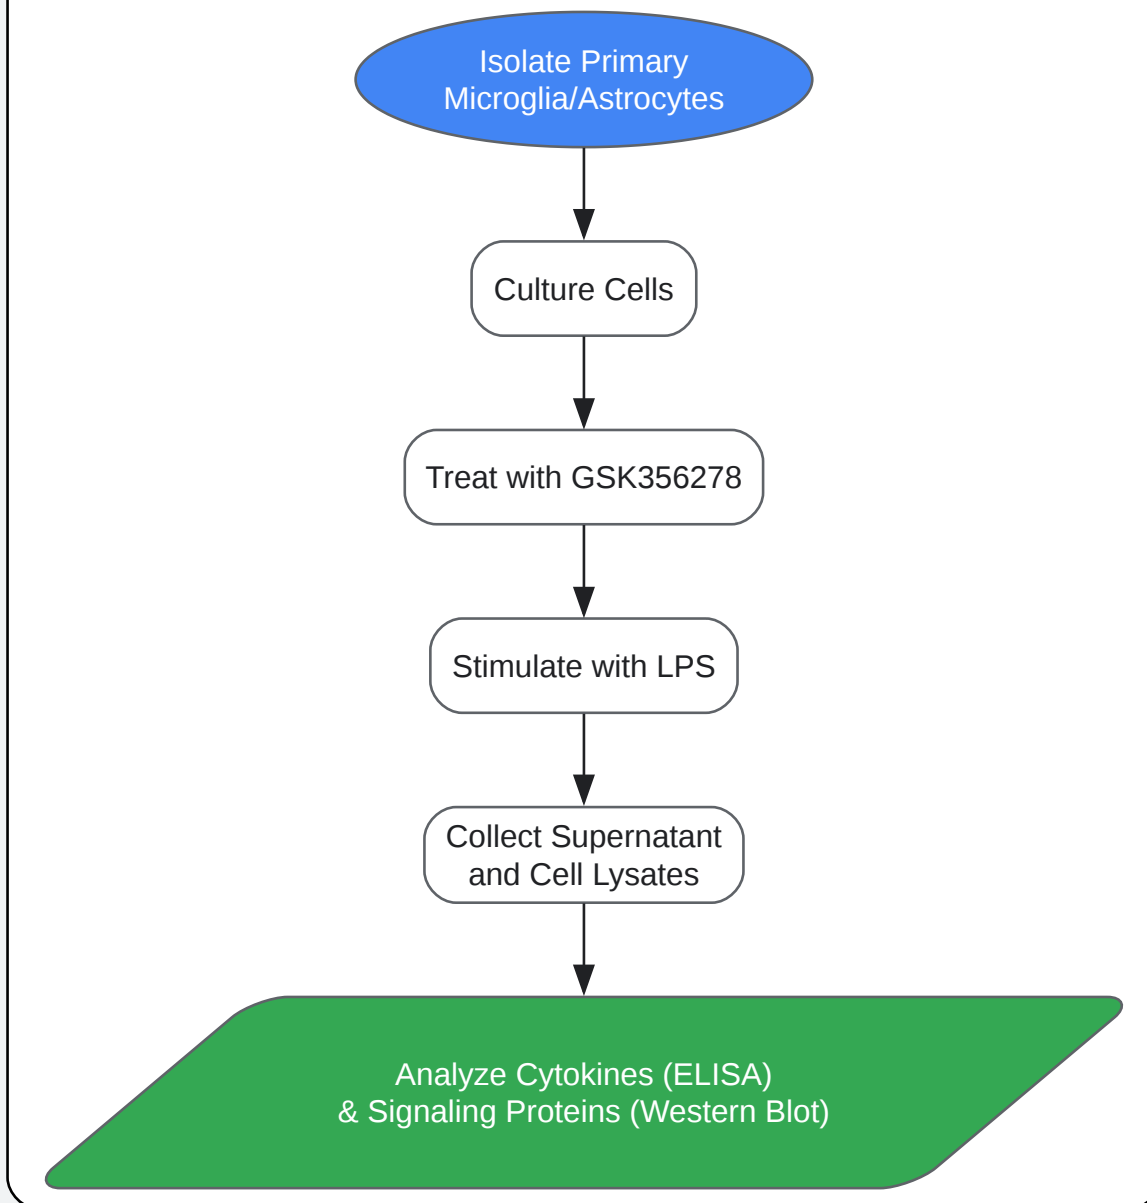 Isolate Primary
Microglia/Astrocytes
Culture Cells
Treat with GSK356278
Stimulate with LPS
Collect Supernatant
and Cell Lysates
Analyze Cytokines (ELISA)
& Signaling Proteins (Western Blot)